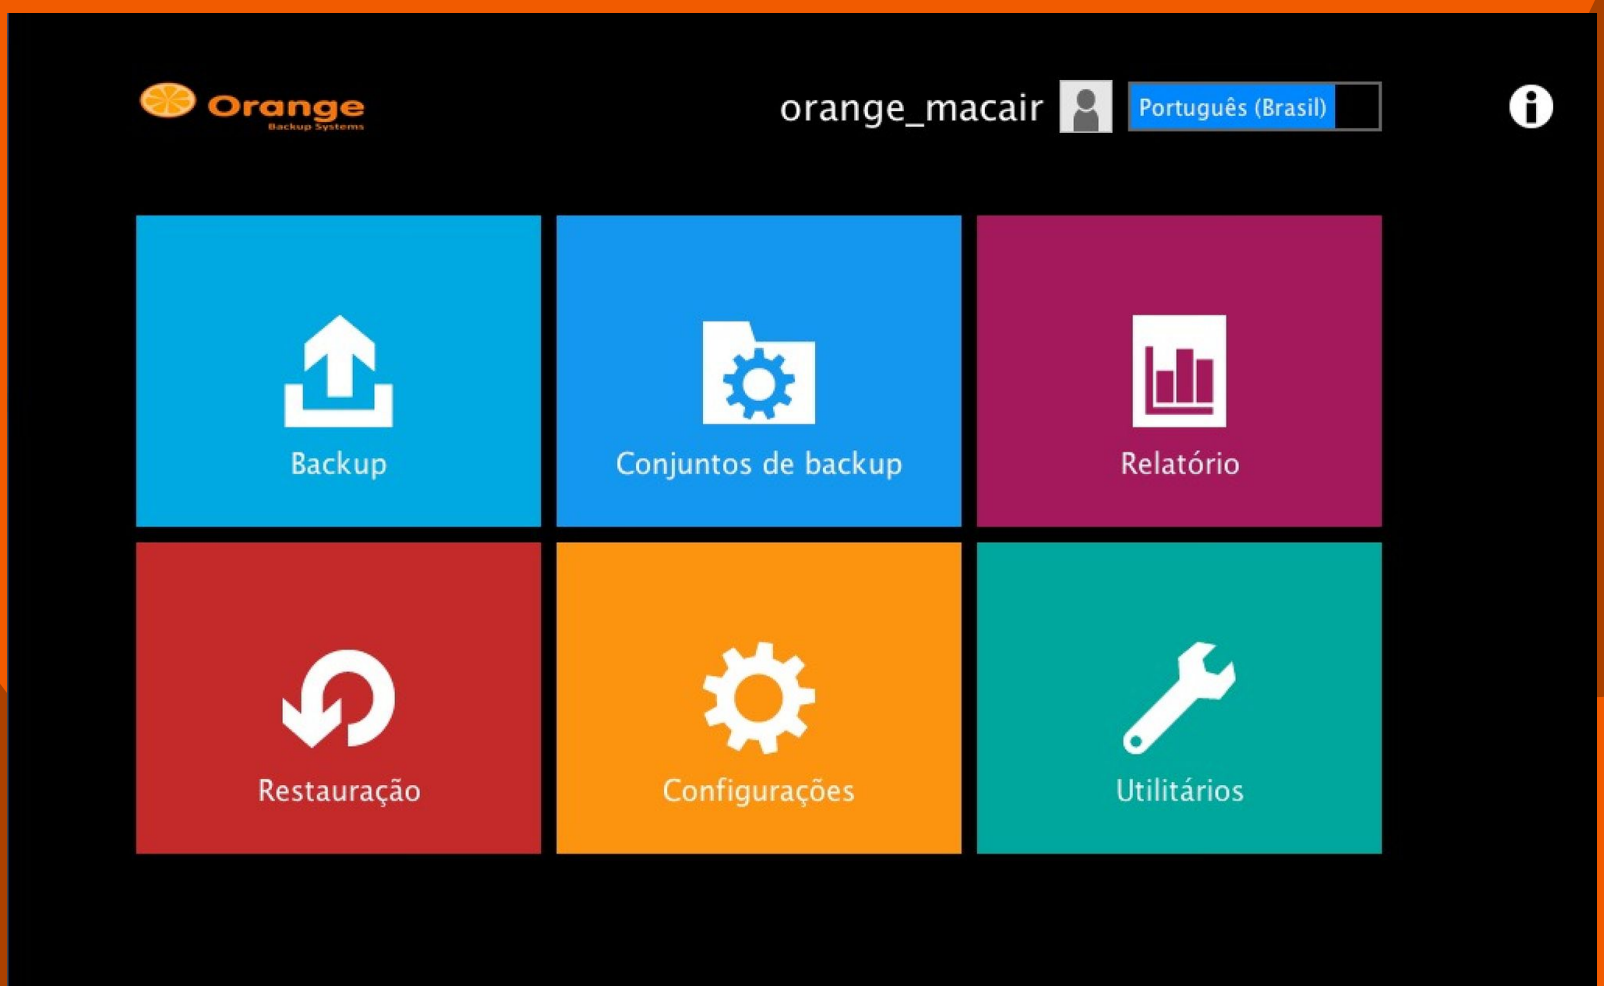 Orange
Backup Systems
orange_macair
Português (Brasil)
Backup
Conjuntos de backup
Relatório
Restauração
Configurações
Utilitários